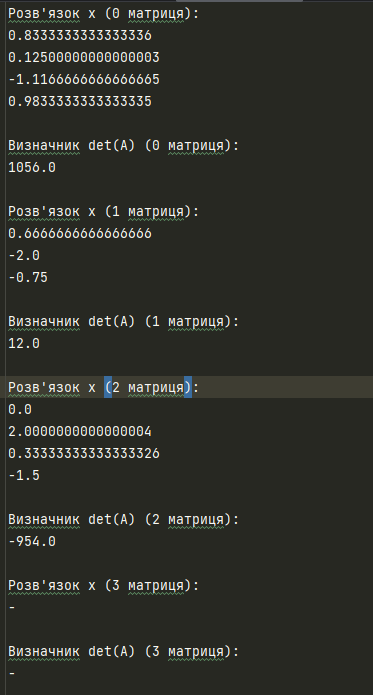 Розв'язок x (0 матриця):
0.8333333333333336
0.12500000000000003
-1.1166666666666665
0.9833333333333335
Визначник det(A) (0 матриця):
1056.0
Розв'язок x (1 матриця):
0.6666666666666666
-2.0
-0.75
Визначник det(A) (1 матриця):
12.0
Розв'язок x (2 матриця):
0.0
2.0000000000000004
0.33333333333333326
-1.5
Визначник det(A) (2 матриця):
-954.0
Розв'язок x (3 матриця):
-
Визначник det(A) (3 матриця):
-